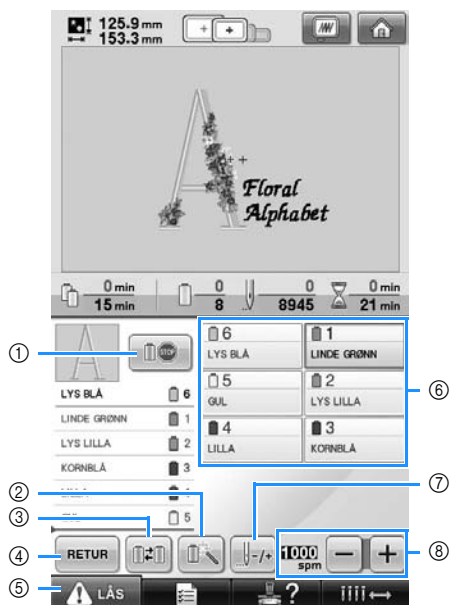 125.9 mm
153.3 mm
Floral
Alphabet
0 min
15 min
0
8
0
8945
0 min
21 min
①
LYS BLÅ 6
LINDE GRØNN 1
LYS LILLA 2
KORNBLÅ 3
5
6
LYS BLÅ
1
LINDE GRØNN
5
GUL
2
LYS LILLA
4
LILLA
3
KORNBLÅ
⑥
②
③
④
⑤
⑦
⑧
STOP
RETUR
-/+
1000
spm
− +
LÅS
?